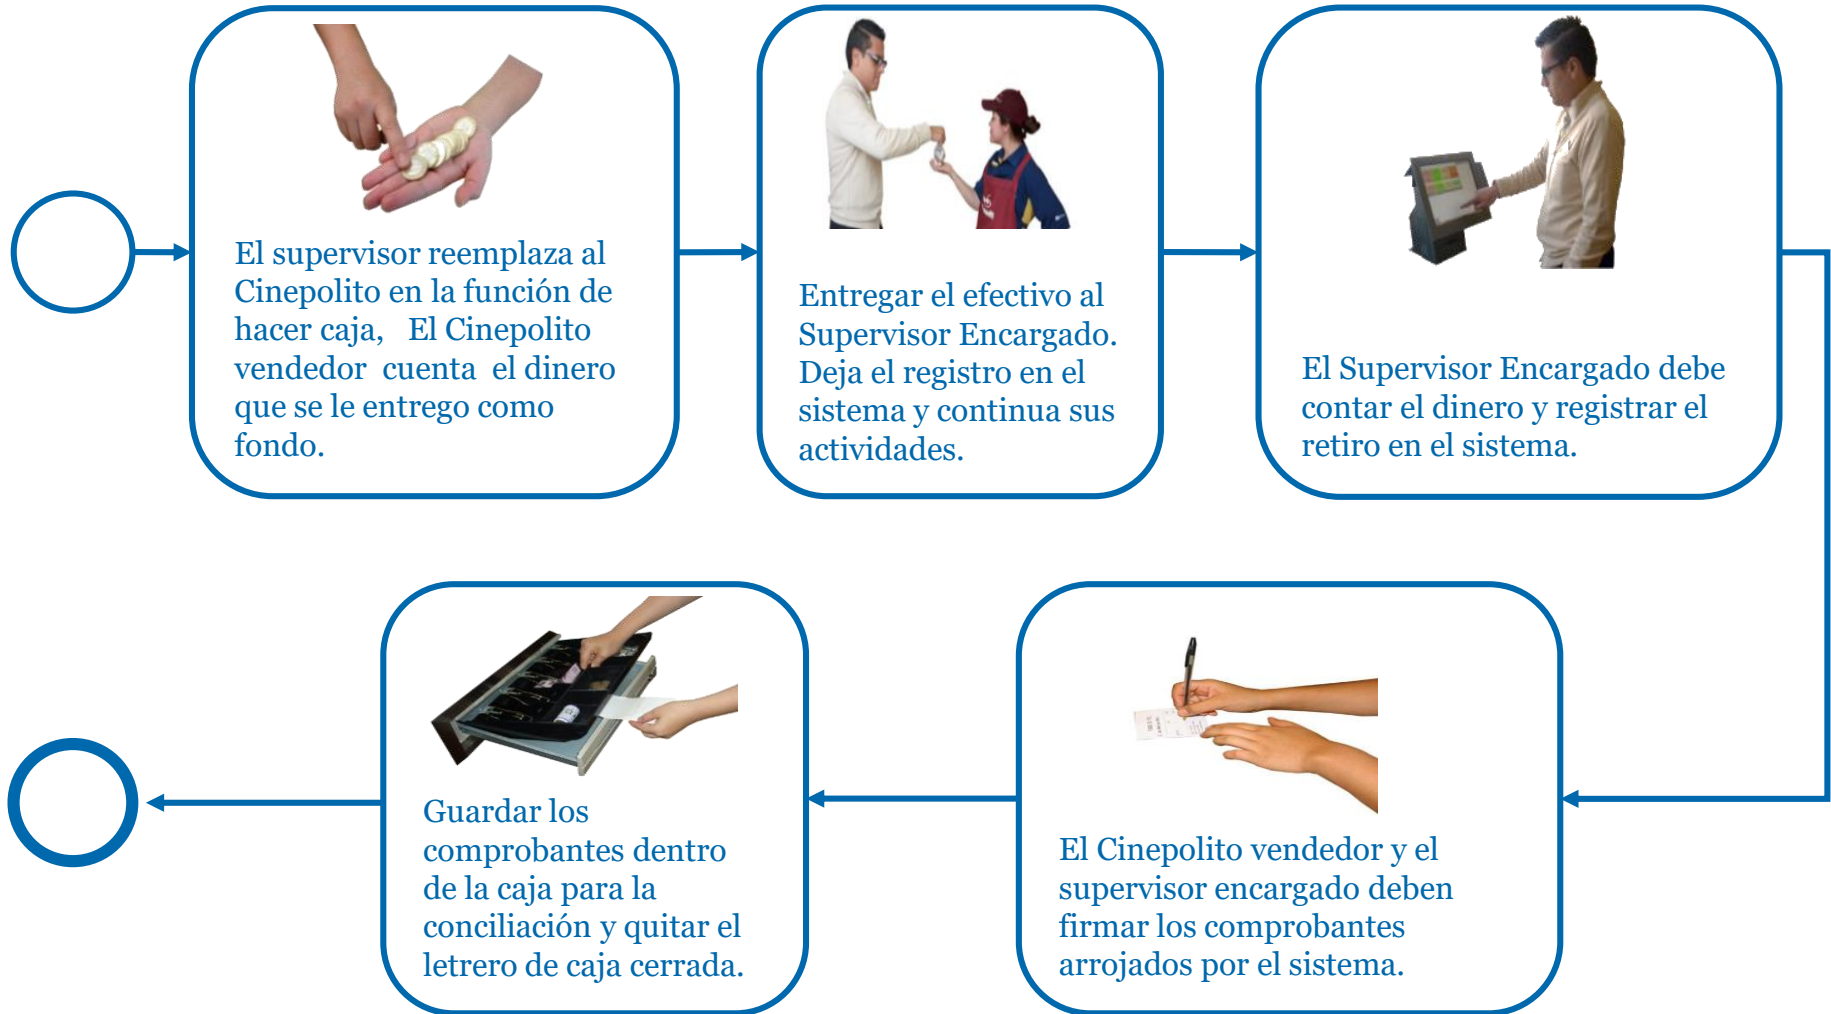 El supervisor reemplaza al
Cinepolito en la función de
hacer caja, El Cinepolito
vendedor cuenta el dinero
que se le entrego como
fondo.
Entregar el efectivo al
Supervisor Encargado.
Deja el registro en el
sistema y continua sus
actividades.
El Supervisor Encargado debe
contar el dinero y registrar el
retiro en el sistema.
El Cinepolito vendedor y el
supervisor encargado deben
firmar los comprobantes
arrojados por el sistema.
Guardar los
comprobantes dentro
de la caja para la
conciliación y quitar el
letrero de caja cerrada.